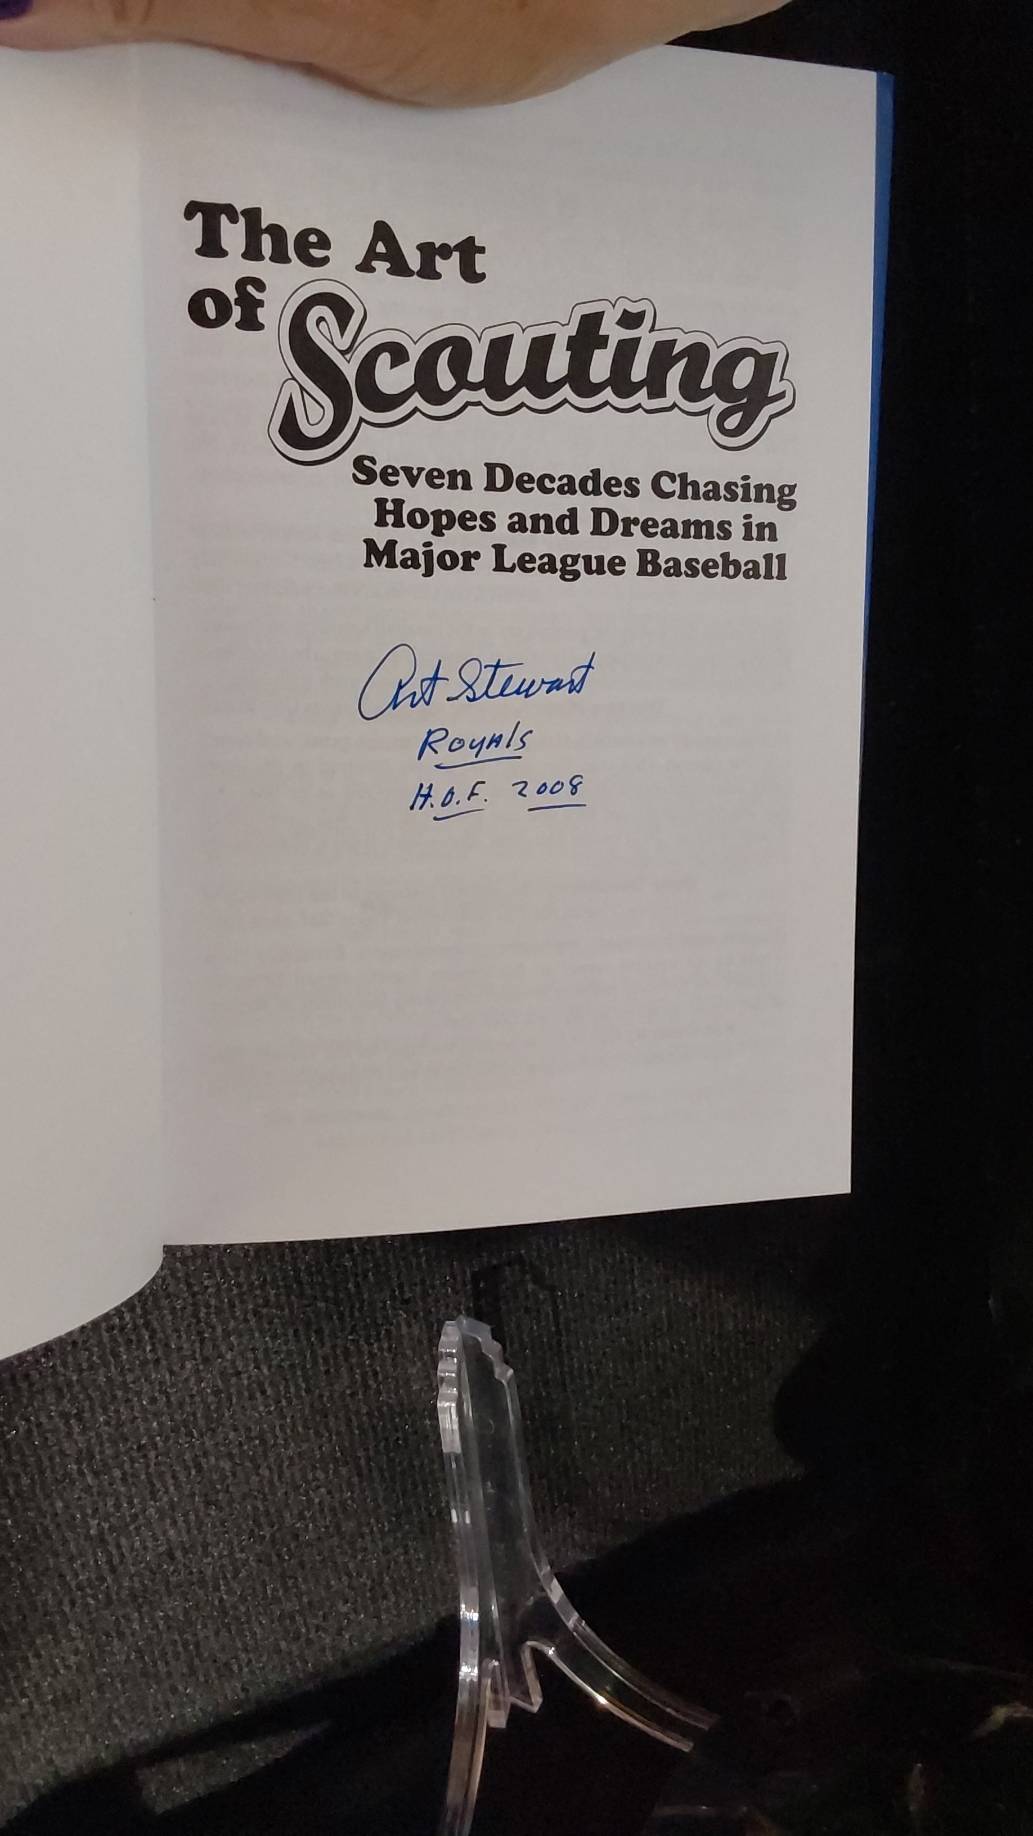 The Art
of Scouting
Seven Decades Chasing
Hopes and Dreams in
Major League Baseball
Art Stewart
Royals
H.O.F. 2008